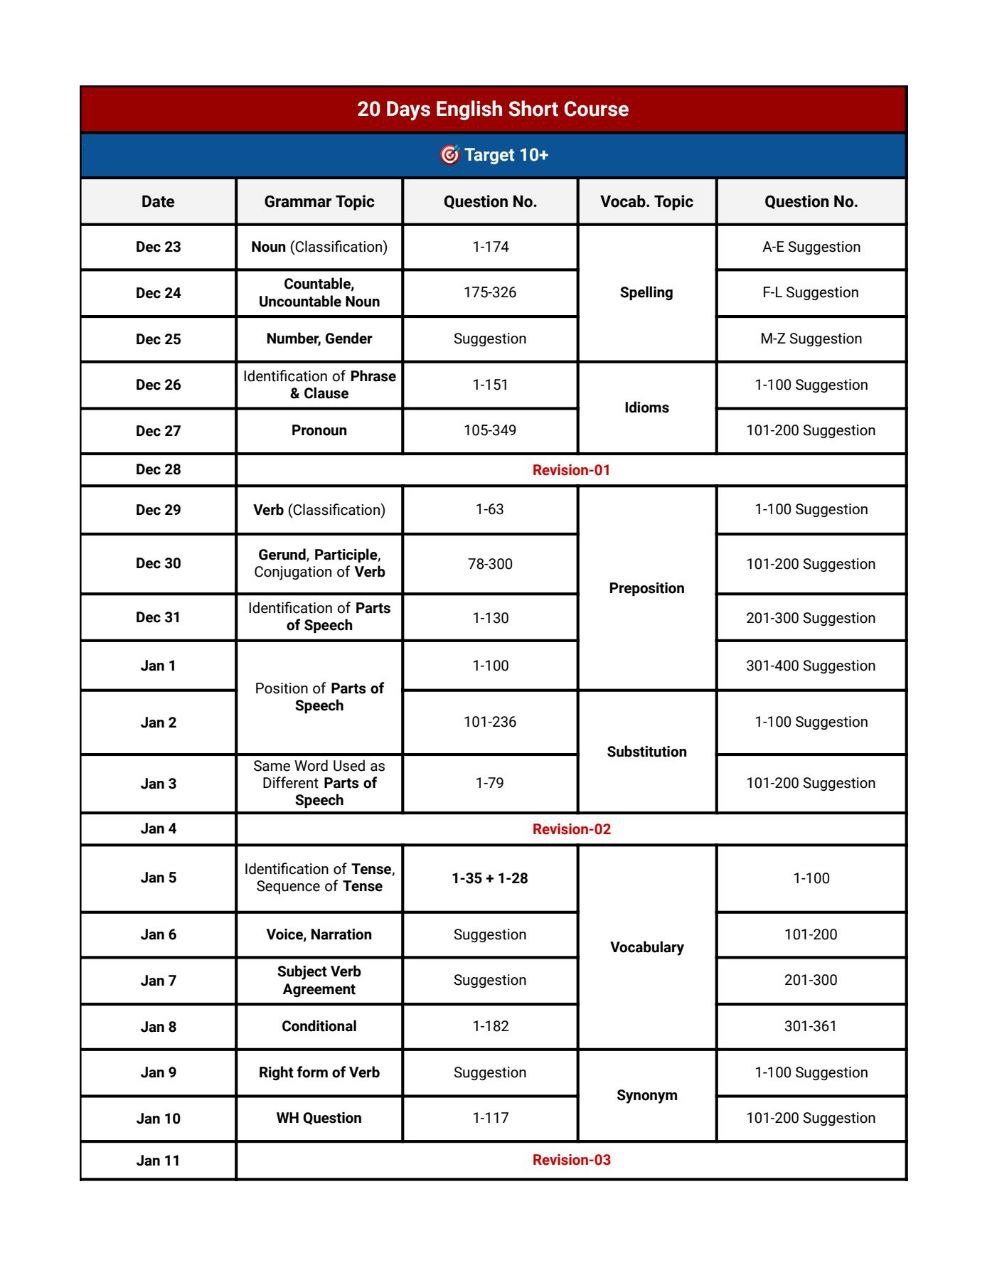 20 Days English Short Course
🎯 Target 10+
Date Grammar Topic Question No. Vocab. Topic Question No.
Dec 23 Noun (Classification) 1-174 Spelling A-E Suggestion
Dec 24 Countable,
Uncountable Noun 175-326 F-L Suggestion
Dec 25 Number, Gender Suggestion M-Z Suggestion
Dec 26 Identification of Phrase
& Clause 1-151 Idioms 1-100 Suggestion
Dec 27 Pronoun 105-349 101-200 Suggestion
Dec 28 Revision-01
Dec 29 Verb (Classification) 1-63 Preposition 1-100 Suggestion
Dec 30 Gerund, Participle,
Conjugation of Verb 78-300 101-200 Suggestion
Dec 31 Identification of Parts
of Speech 1-130 201-300 Suggestion
Jan 1 Position of Parts of
Speech 1-100 301-400 Suggestion
Jan 2 101-236 Substitution 1-100 Suggestion
Jan 3 Same Word Used as
Different Parts of
Speech 1-79 101-200 Suggestion
Jan 4 Revision-02
Jan 5 Identification of Tense,
Sequence of Tense 1-35 + 1-28 Vocabulary 1-100
Jan 6 Voice, Narration Suggestion 101-200
Jan 7 Subject Verb
Agreement Suggestion 201-300
Jan 8 Conditional 1-182 301-361
Jan 9 Right form of Verb Suggestion Synonym 1-100 Suggestion
Jan 10 WH Question 1-117 101-200 Suggestion
Jan 11 Revision-03